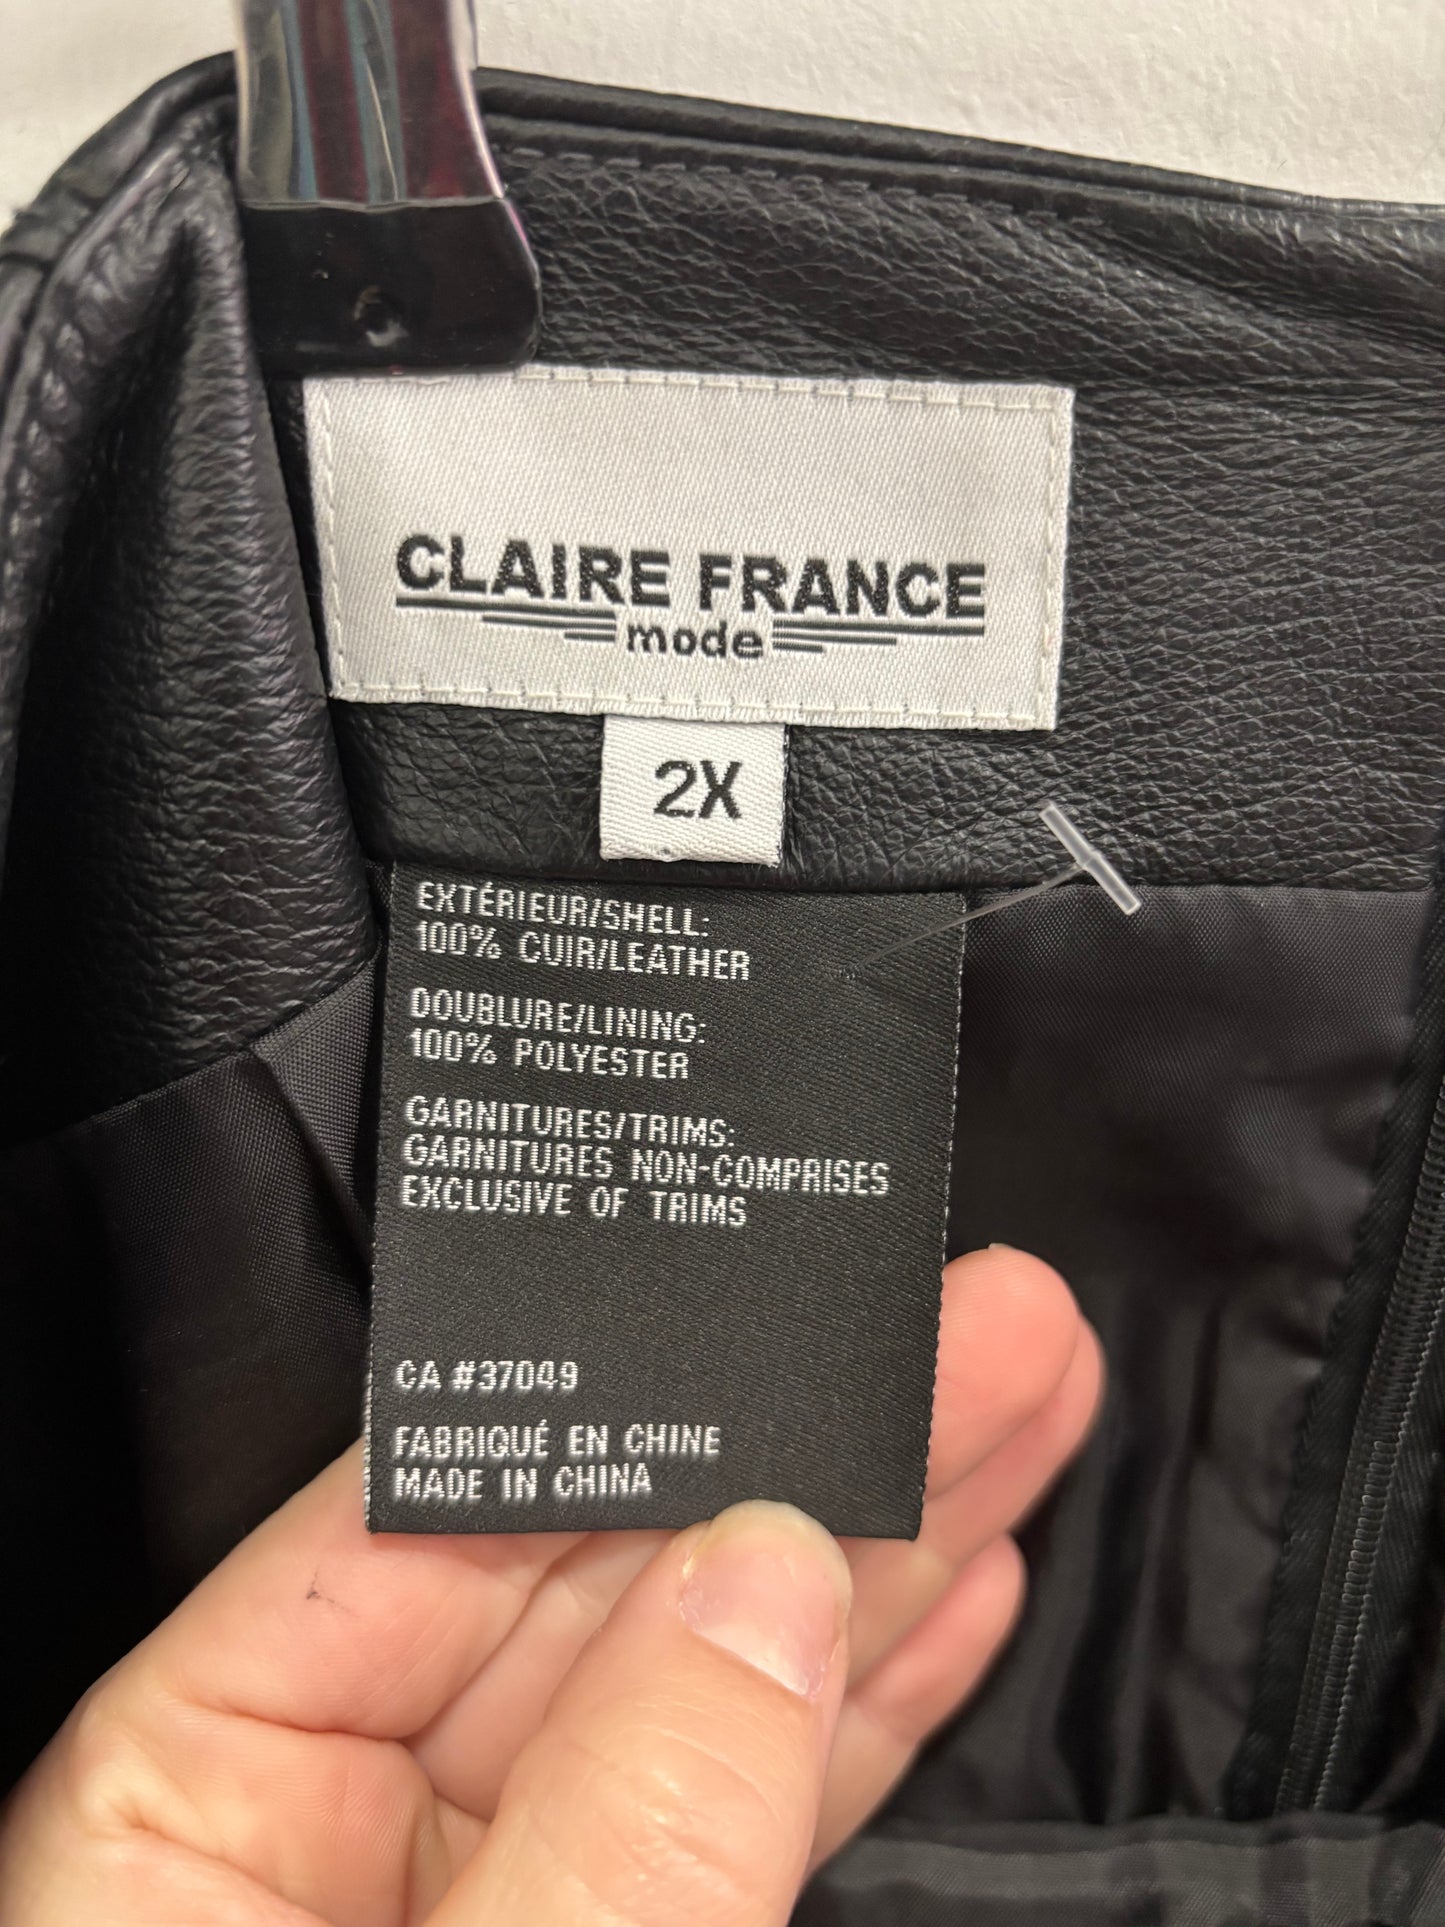 CLAIRE FRANCE
mode
2X
EXTÉRIEUR/SHELL:
100% CUIR/LEATHER
DOUBLURE/LINING:
100% POLYESTER
GARNITURES/TRIMS:
GARNITURES NON-COMPRISES
EXCLUSIVE OF TRIMS
CA #37049
FABRIQUÉ EN CHINE
MADE IN CHINA